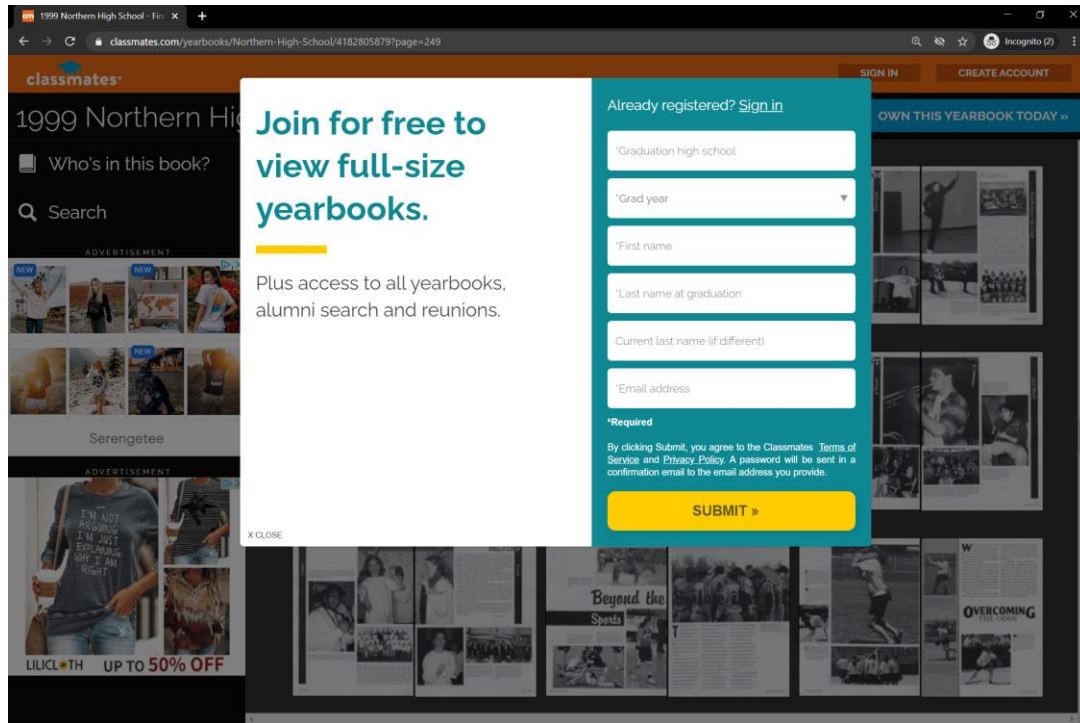 cm 1999 Northern High School - Fin
classmates.com/yearbooks/Northern-High-School/4182805879?page=249
Incognito (2)
classmates
SIGN IN
CREATE ACCOUNT
1999 Northern Hig
OWN THIS YEARBOOK TODAY »
Who's in this book?
Search
ADVERTISEMENT
NEW
NEW
NEW
Serengetee
ADVERTISEMENT
I'M NOT
ARGUING
I'M JUST
EXPLAINING
WHY I AM
RIGHT
LILICLOTH UP TO 50% OFF
Join for free to
view full-size
yearbooks.
Plus access to all yearbooks,
alumni search and reunions.
X CLOSE
Already registered? Sign in
*Graduation high school
*Grad year
*First name
*Last name at graduation
Current last name (if different)
*Email address
*Required
By clicking Submit, you agree to the Classmates Terms of
Service and Privacy Policy. A password will be sent in a
confirmation email to the email address you provide.
SUBMIT »
Beyond the
Sports
OVERCOMING
THE ODDS